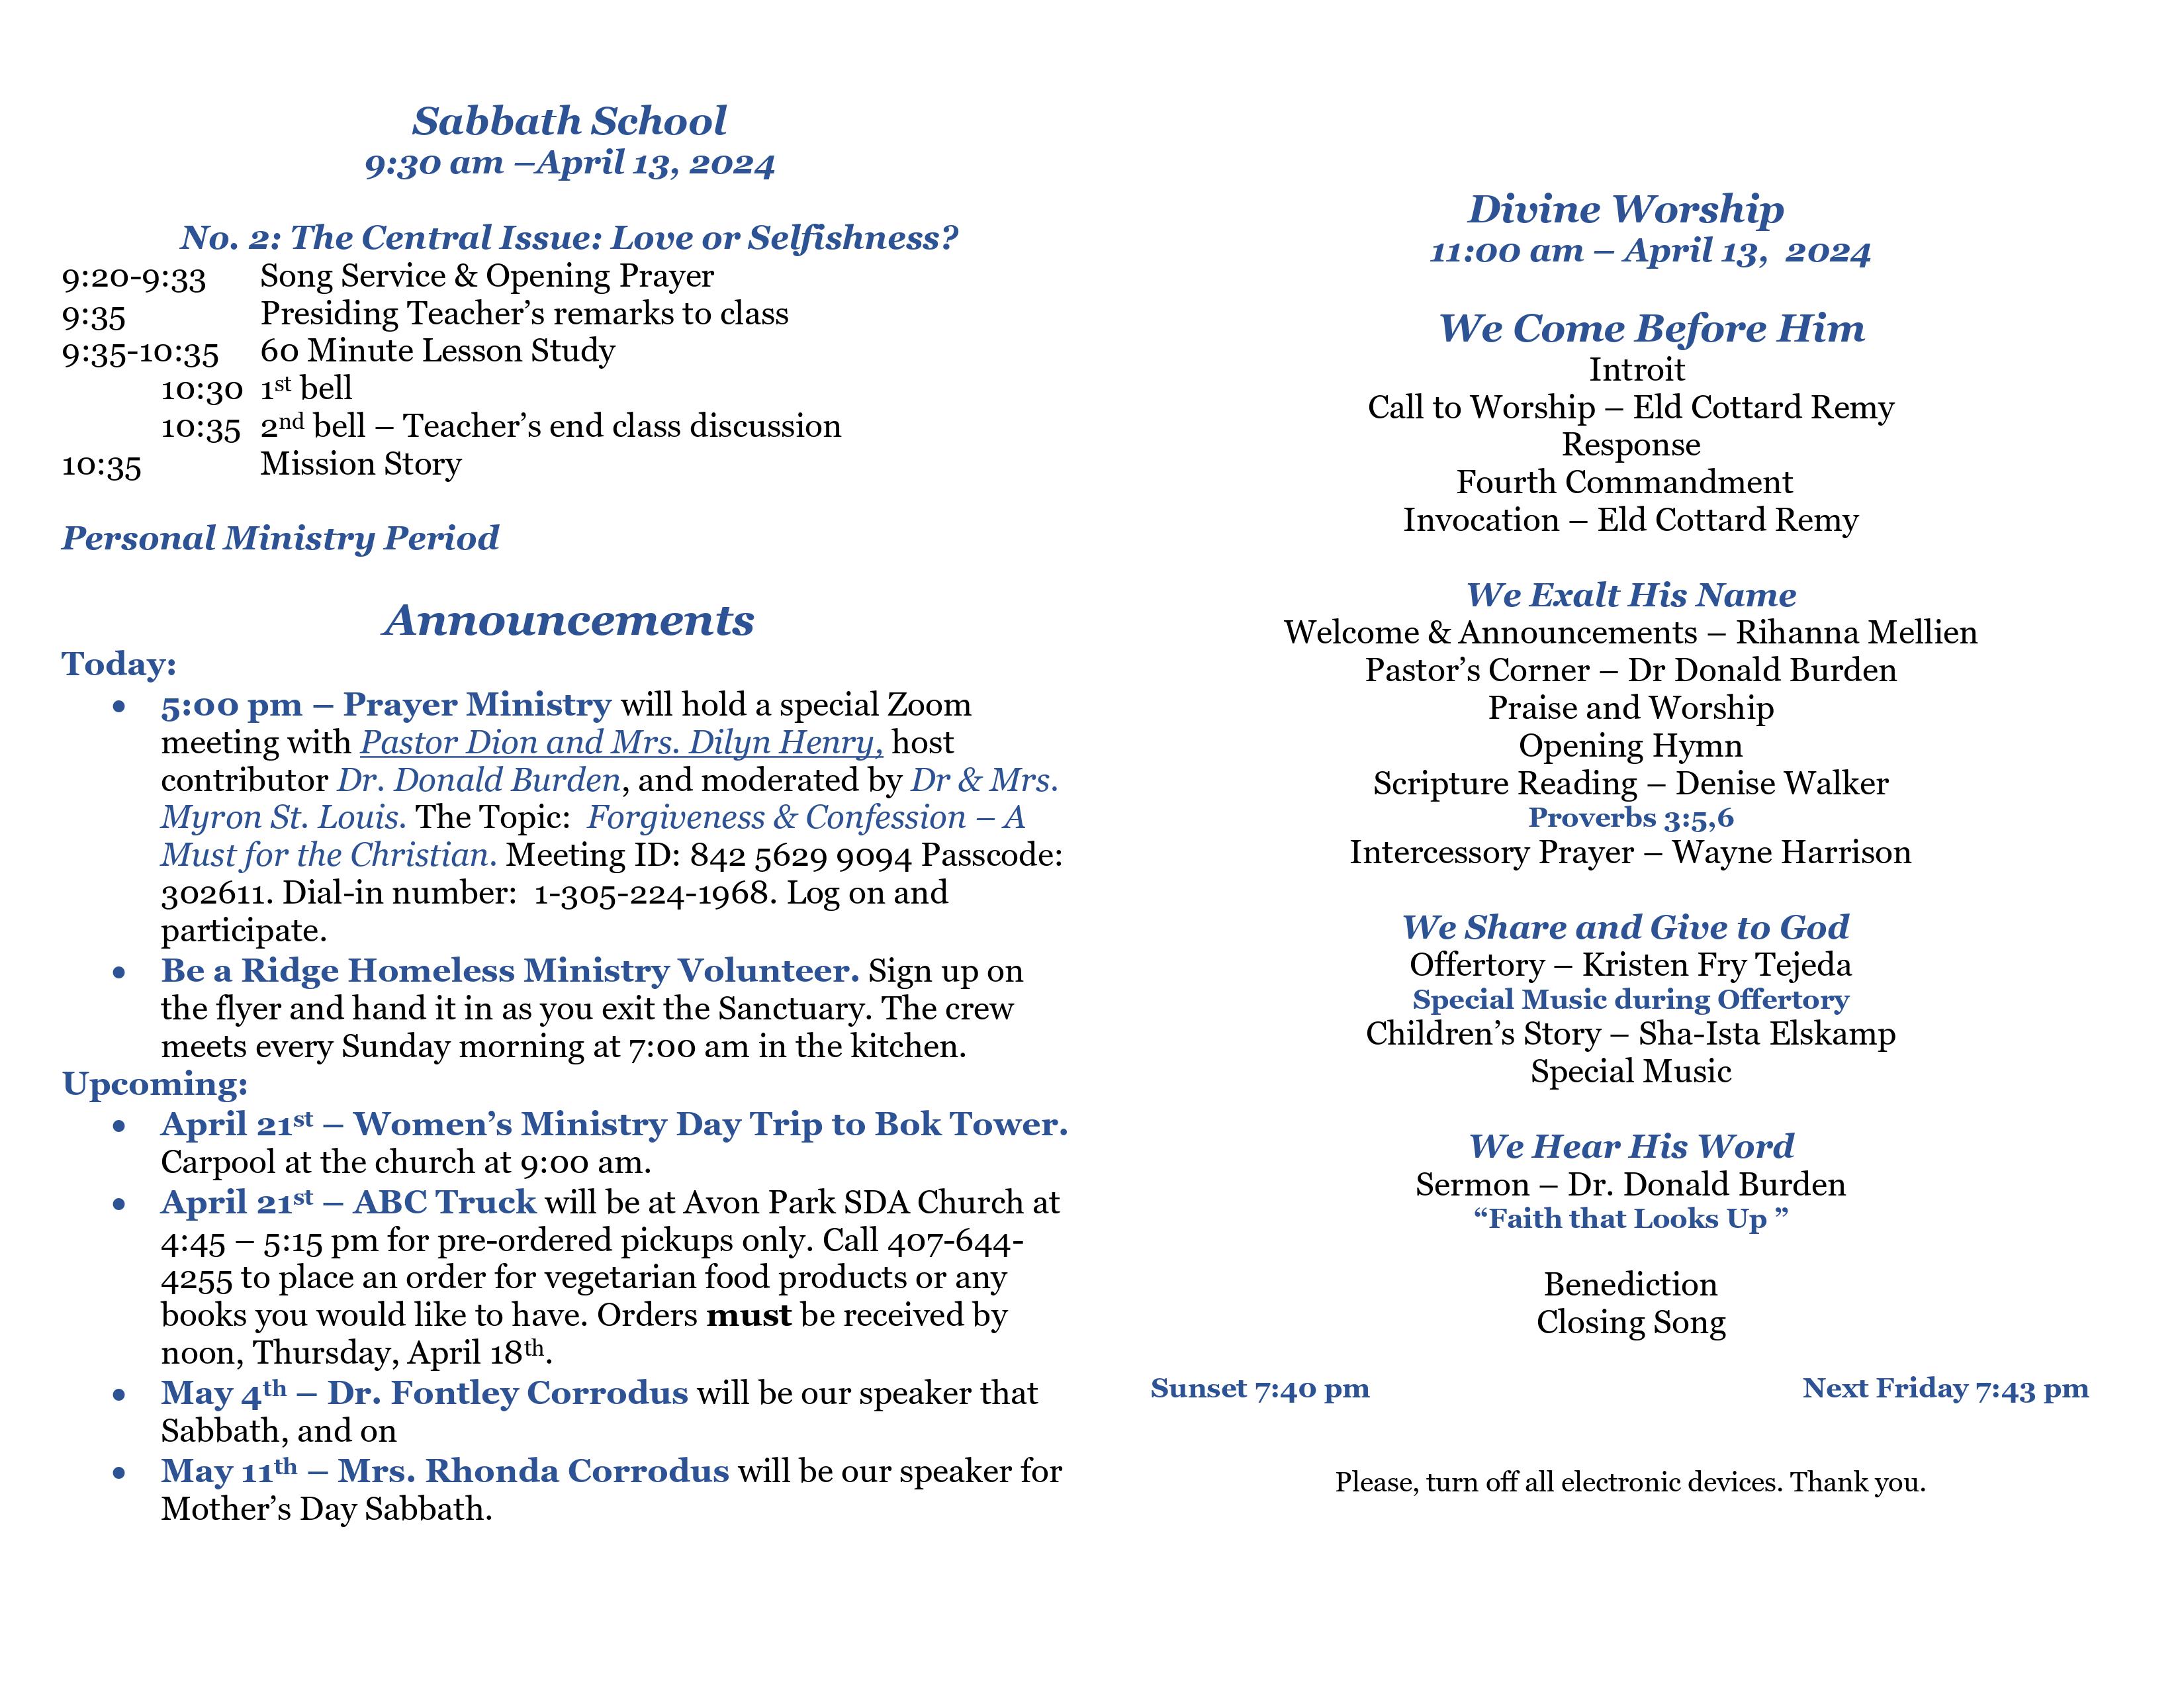 Sabbath School
9:30 am –April 13, 2024
No. 2: The Central Issue: Love or Selfishness?
9:20-9:33 Song Service & Opening Prayer
9:35 Presiding Teacher’s remarks to class
9:35-10:35 60 Minute Lesson Study
10:30 1st bell
10:35 2nd bell – Teacher’s end class discussion
10:35 Mission Story
Personal Ministry Period
Announcements
Today:
• 5:00 pm – Prayer Ministry will hold a special Zoom
meeting with Pastor Dion and Mrs. Dilyn Henry, host
contributor Dr. Donald Burden, and moderated by Dr & Mrs.
Myron St. Louis. The Topic: Forgiveness & Confession – A
Must for the Christian. Meeting ID: 842 5629 9094 Passcode:
302611. Dial-in number: 1-305-224-1968. Log on and
participate.
• Be a Ridge Homeless Ministry Volunteer. Sign up on
the flyer and hand it in as you exit the Sanctuary. The crew
meets every Sunday morning at 7:00 am in the kitchen.
Upcoming:
• April 21st – Women’s Ministry Day Trip to Bok Tower.
Carpool at the church at 9:00 am.
• April 21st – ABC Truck will be at Avon Park SDA Church at
4:45 – 5:15 pm for pre-ordered pickups only. Call 407-644-
4255 to place an order for vegetarian food products or any
books you would like to have. Orders must be received by
noon, Thursday, April 18th.
• May 4th – Dr. Fontley Corrodus will be our speaker that
Sabbath, and on
• May 11th – Mrs. Rhonda Corrodus will be our speaker for
Mother’s Day Sabbath.
Divine Worship
11:00 am – April 13, 2024
We Come Before Him
Introit
Call to Worship – Eld Cottard Remy
Response
Fourth Commandment
Invocation – Eld Cottard Remy
We Exalt His Name
Welcome & Announcements – Rihanna Mellien
Pastor’s Corner – Dr Donald Burden
Praise and Worship
Opening Hymn
Scripture Reading – Denise Walker
Proverbs 3:5,6
Intercessory Prayer – Wayne Harrison
We Share and Give to God
Offertory – Kristen Fry Tejeda
Special Music during Offertory
Children’s Story – Sha-Ista Elskamp
Special Music
We Hear His Word
Sermon – Dr. Donald Burden
“Faith that Looks Up ”
Benediction
Closing Song
Sunset 7:40 pm Next Friday 7:43 pm
Please, turn off all electronic devices. Thank you.